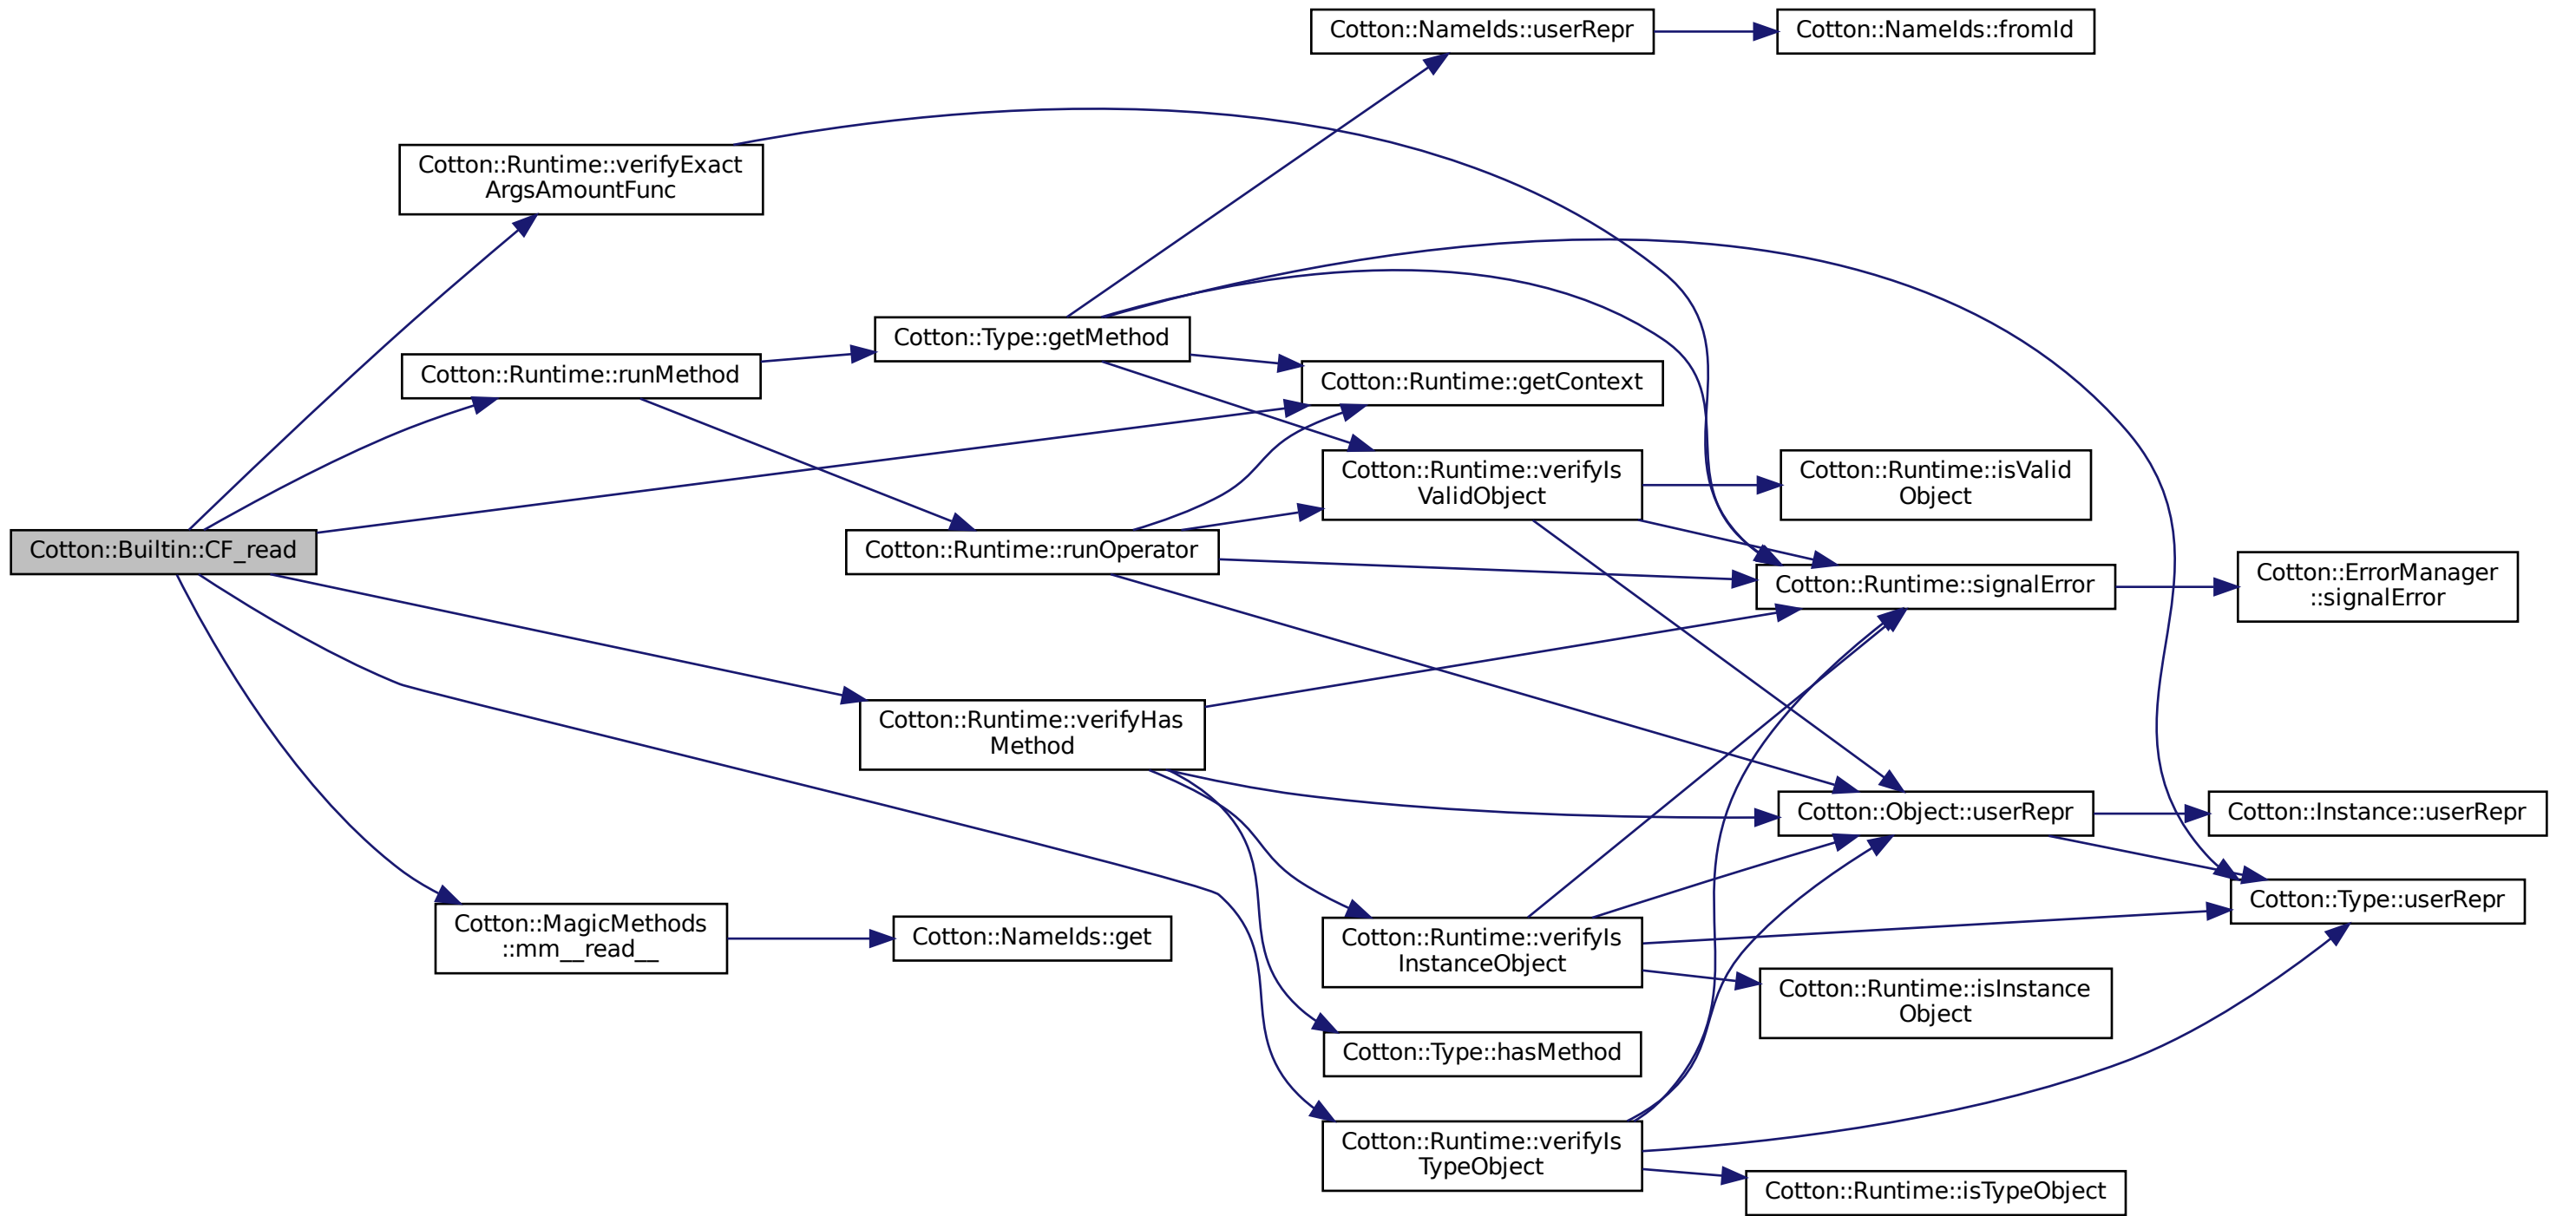 Cotton::NameIds::userRepr
Cotton::NameIds::fromId
Cotton::Runtime::verifyExact
ArgsAmountFunc
Cotton::Type::getMethod
Cotton::Runtime::runMethod
Cotton::Runtime::getContext
Cotton::Runtime::verifyIs
ValidObject
Cotton::Runtime::isValid
Object
Cotton::Builtin::CF_read
Cotton::Runtime::runOperator
Cotton::Runtime::signalError
Cotton::ErrorManager
::signalError
Cotton::Runtime::verifyHas
Method
Cotton::Object::userRepr
Cotton::Instance::userRepr
Cotton::Type::userRepr
Cotton::MagicMethods
::mm__read__
Cotton::NameIds::get
Cotton::Runtime::verifyIs
InstanceObject
Cotton::Runtime::isInstance
Object
Cotton::Type::hasMethod
Cotton::Runtime::verifyIs
TypeObject
Cotton::Runtime::isTypeObject